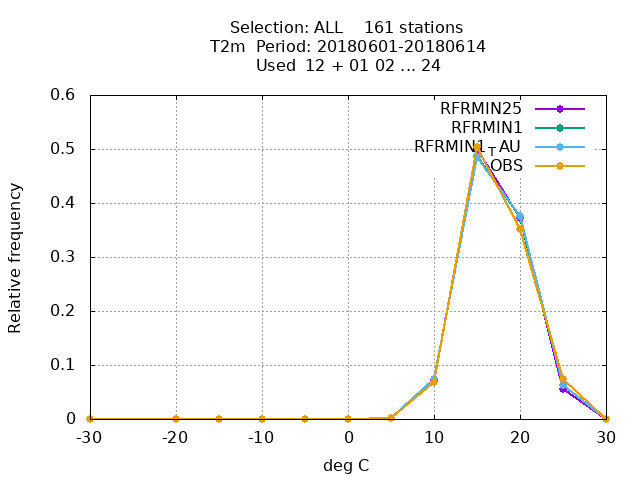 Selection: ALL    161 stations
T2m  Period: 20180601-20180614
Used  12 + 01 02 ... 24
0.6
0.5
0.4
0.3
0.2
0.1
0
Relative frequency
RFRMIN25
RFRMIN1
RFRMIN1TAU
OBS
-30 -20 -10 0 10 20 30
deg C